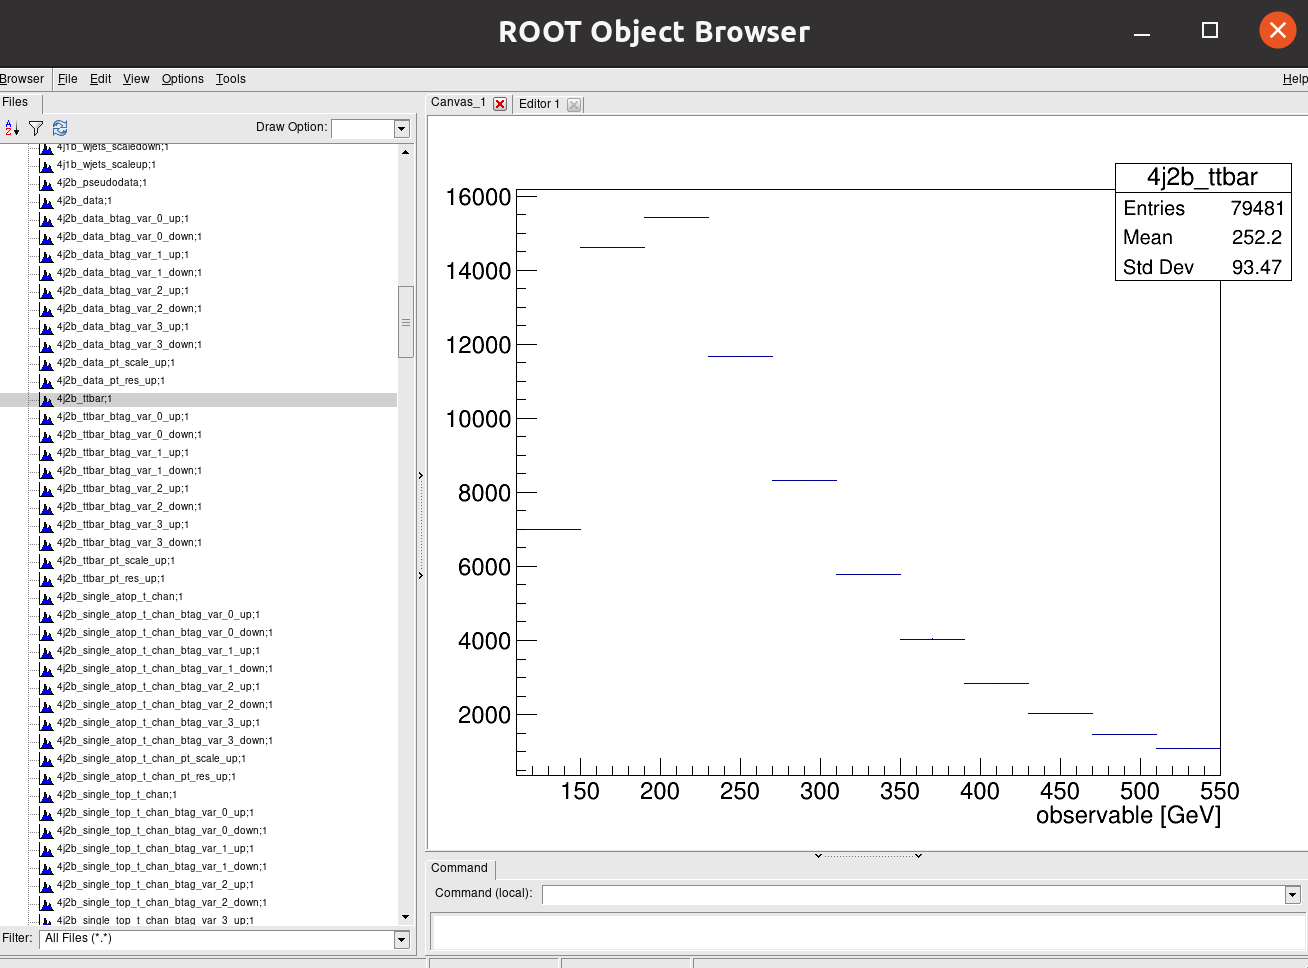 ROOT Object Browser
Browser File Edit View Options Tools Help
Files
Draw Option:
4j1b_wjets_scaledown;1
4j1b_wjets_scaleup;1
4j2b_pseudodata;1
4j2b_data;1
4j2b_data_btag_var_0_up;1
4j2b_data_btag_var_0_down;1
4j2b_data_btag_var_1_up;1
4j2b_data_btag_var_1_down;1
4j2b_data_btag_var_2_up;1
4j2b_data_btag_var_2_down;1
4j2b_data_btag_var_3_up;1
4j2b_data_btag_var_3_down;1
4j2b_data_pt_scale_up;1
4j2b_data_pt_res_up;1
4j2b_ttbar;1
4j2b_ttbar_btag_var_0_up;1
4j2b_ttbar_btag_var_0_down;1
4j2b_ttbar_btag_var_1_up;1
4j2b_ttbar_btag_var_1_down;1
4j2b_ttbar_btag_var_2_up;1
4j2b_ttbar_btag_var_2_down;1
4j2b_ttbar_btag_var_3_up;1
4j2b_ttbar_btag_var_3_down;1
4j2b_ttbar_pt_scale_up;1
4j2b_ttbar_pt_res_up;1
4j2b_single_atop_t_chan;1
4j2b_single_atop_t_chan_btag_var_0_up;1
4j2b_single_atop_t_chan_btag_var_0_down;1
4j2b_single_atop_t_chan_btag_var_1_up;1
4j2b_single_atop_t_chan_btag_var_1_down;1
4j2b_single_atop_t_chan_btag_var_2_up;1
4j2b_single_atop_t_chan_btag_var_2_down;1
4j2b_single_atop_t_chan_btag_var_3_up;1
4j2b_single_atop_t_chan_btag_var_3_down;1
4j2b_single_atop_t_chan_pt_scale_up;1
4j2b_single_atop_t_chan_pt_res_up;1
4j2b_single_top_t_chan;1
4j2b_single_top_t_chan_btag_var_0_up;1
4j2b_single_top_t_chan_btag_var_0_down;1
4j2b_single_top_t_chan_btag_var_1_up;1
4j2b_single_top_t_chan_btag_var_1_down;1
4j2b_single_top_t_chan_btag_var_2_up;1
4j2b_single_top_t_chan_btag_var_2_down;1
4j2b_single_top_t_chan_btag_var_3_up;1
Filter: All Files (*.*)
Canvas_1 Editor 1
4j2b_ttbar
Entries 79481
Mean 252.2
Std Dev 93.47
16000
14000
12000
10000
8000
6000
4000
2000
150 200 250 300 350 400 450 500 550
observable [GeV]
Command
Command (local):